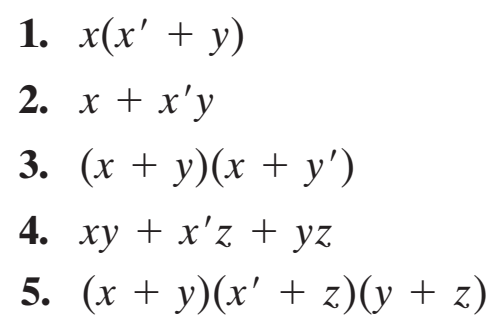 1. x(x′ + y)
2. x + x′y
3. (x + y)(x + y′)
4. xy + x′z + yz
5. (x + y)(x′ + z)(y + z)